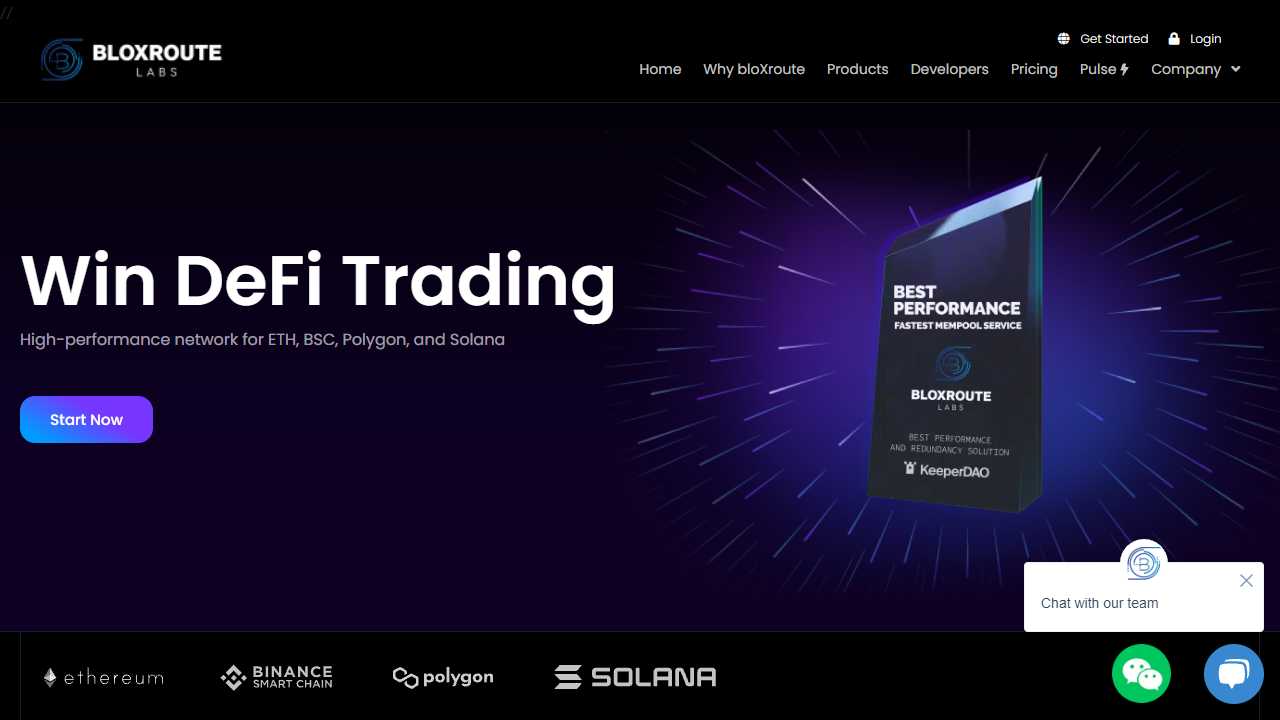 //
BLOXROUTE
LABS
Get Started
Login
Home
Why bloXroute
Products
Developers
Pricing
Pulse
Company
Win DeFi Trading
High-performance network for ETH, BSC, Polygon, and Solana
Start Now
BEST
PERFORMANCE
FASTEST MEMPOOL SERVICE
BLOXROUTE
LABS
BEST PERFORMANCE
AND REDUNDANCY SOLUTION
KeeperDAO
Chat with our team
ethereum
BINANCE
SMART CHAIN
polygon
SOLANA